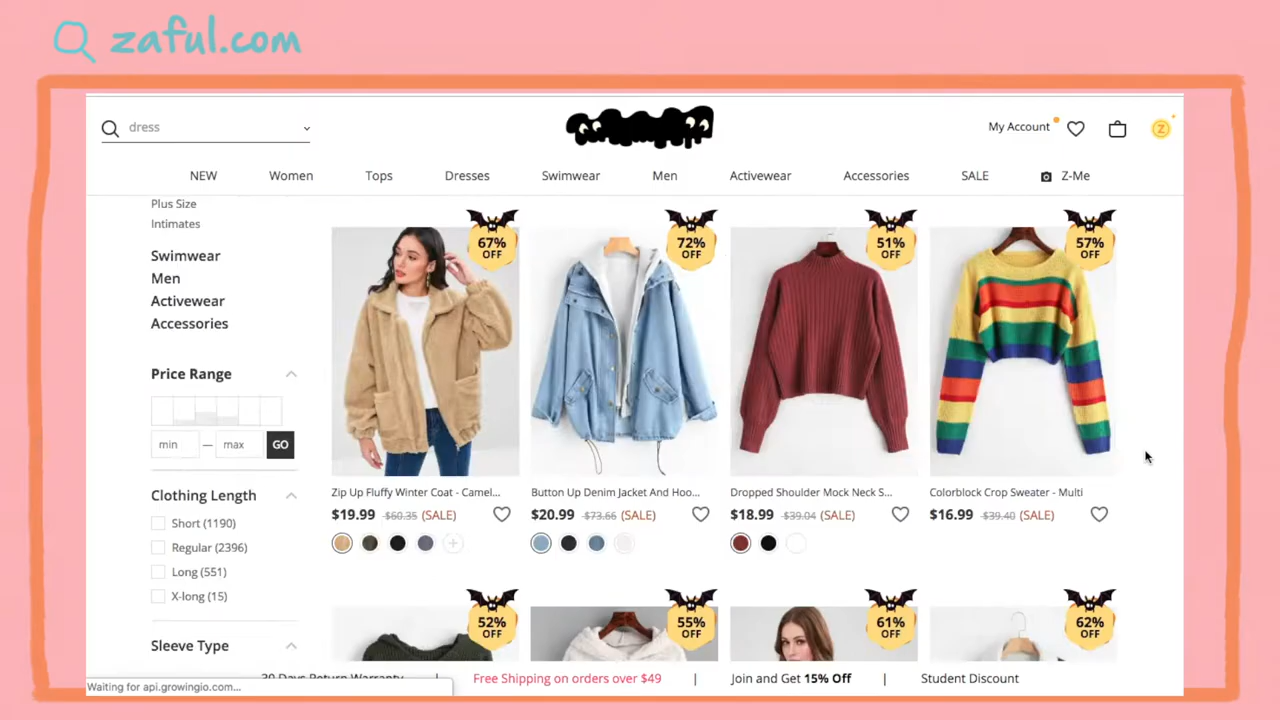 zaful.com
dress
My Account
Z
NEW Women Tops Dresses Swimwear Men Activewear Accessories SALE Z-Me
Plus Size
Intimates
Swimwear
Men
Activewear
Accessories
Price Range
min — max GO
Clothing Length
Short (1190)
Regular (2396)
Long (551)
X-long (15)
Sleeve Type
67% OFF
72% OFF
51% OFF
57% OFF
Zip Up Fluffy Winter Coat - Camel...
$19.99 $60.35 (SALE)
Button Up Denim Jacket And Hoo...
$20.99 $73.66 (SALE)
Dropped Shoulder Mock Neck S...
$18.99 $39.04 (SALE)
Colorblock Crop Sweater - Multi
$16.99 $39.40 (SALE)
52% OFF
55% OFF
61% OFF
62% OFF
30 Days Return Warranty | Free Shipping on orders over $49 | Join and Get 15% Off | Student Discount
Waiting for api.growingio.com...